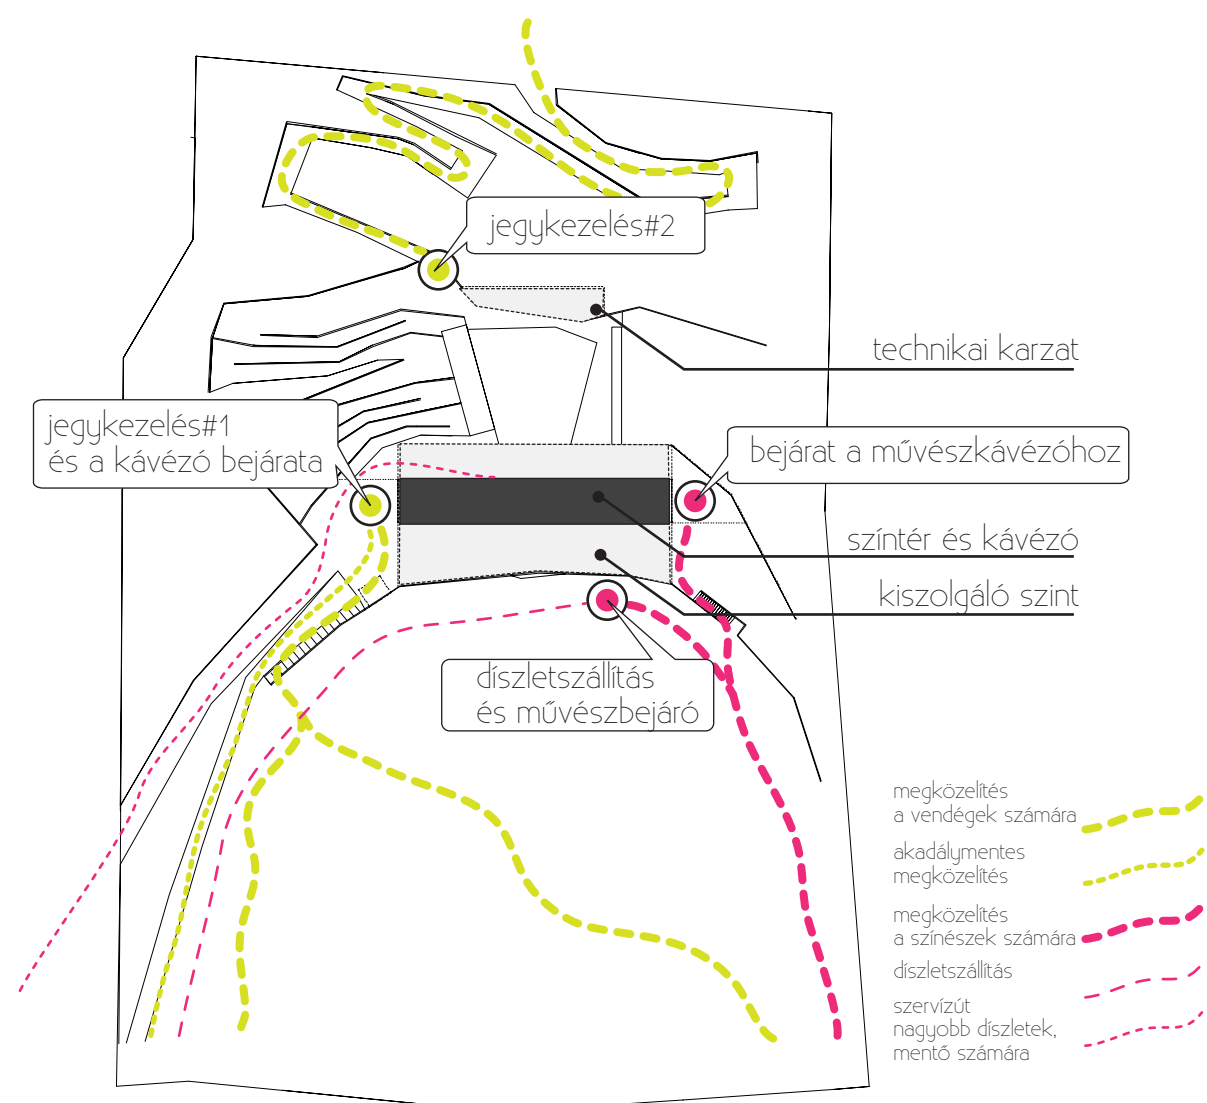 jegykezelés#2
technikai karzat
jegykezelés#1
és a kávézó bejárata
bejárat a művészkávézóhoz
színtér és kávézó
kiszolgáló szint
díszletszállítás
és művészbejáró
megközelítés
a vendégek számára
akadálymentes
megközelítés
megközelítés
a színészek számára
díszletszállítás
szervízút
nagyobb díszletek,
mentő számára